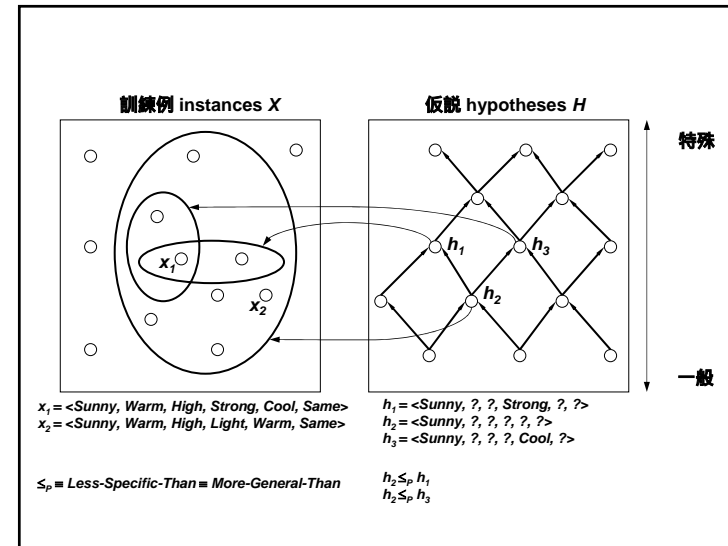 訓練例 instances X
仮説 hypotheses H
特殊
x1
x2
h1
h3
h2
一般
x1 = <Sunny, Warm, High, Strong, Cool, Same>
x2 = <Sunny, Warm, High, Light, Warm, Same>
h1 = <Sunny, ?, ?, Strong, ?, ?>
h2 = <Sunny, ?, ?, ?, ?, ?>
h3 = <Sunny, ?, ?, ?, Cool, ?>
≤P ≡ Less-Specific-Than ≡ More-General-Than
h2 ≤P h1
h2 ≤P h3